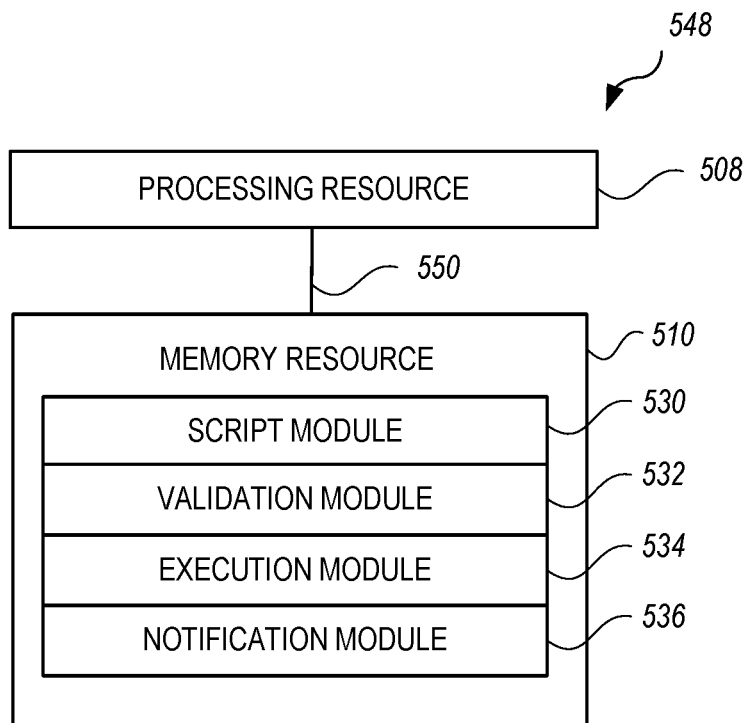 548
PROCESSING RESOURCE
508
550
MEMORY RESOURCE
510
SCRIPT MODULE
530
VALIDATION MODULE
532
EXECUTION MODULE
534
NOTIFICATION MODULE
536